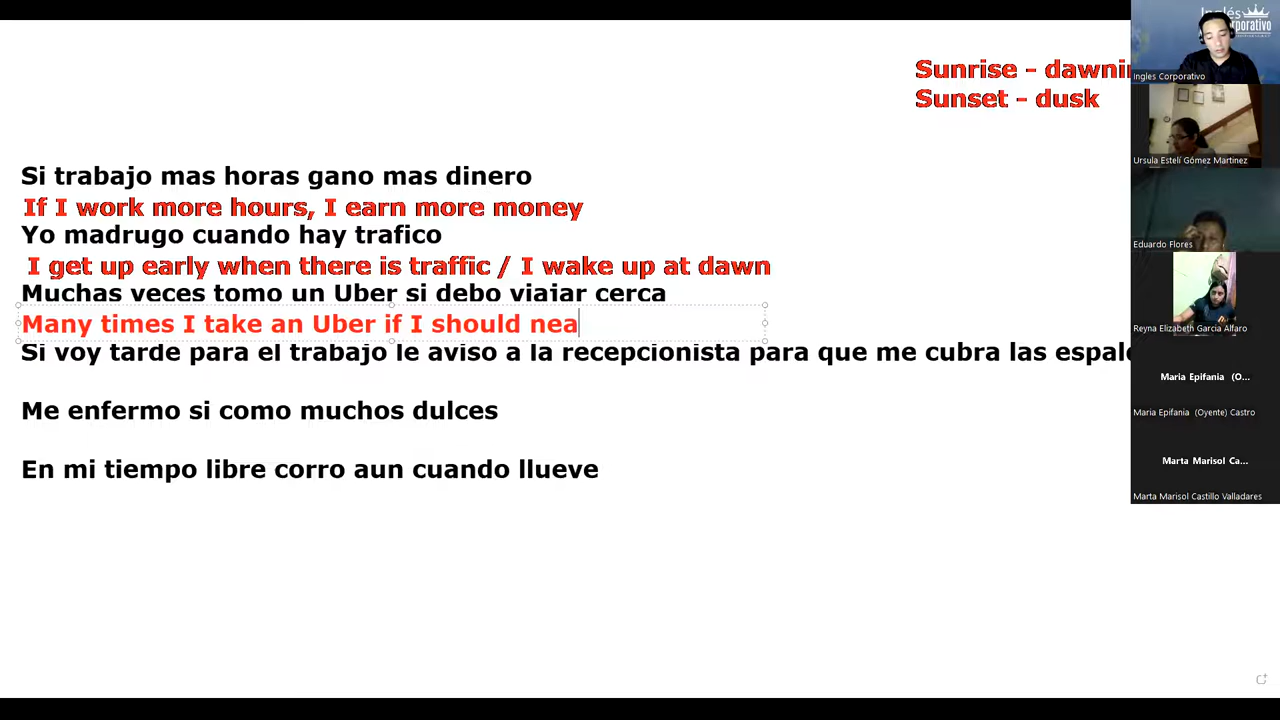 Sunrise -
Sunset - dusk
Si trabajo mas horas gano mas dinero
If I work more hours, I earn more money
Yo madrugo cuando hay trafico
I get up early when there is traffic / I wake up at dawn
Muchas veces tomo un Uber si debo viajar cerca
Many times I take an Uber if I should nea
Si voy tarde para el trabajo le aviso a la recepcionista para que me cubra las
Me enfermo si como muchos dulces
En mi tiempo libre corro aun cuando llueve
Inglés
Ingles Corporativo
Ursula Estelí Gómez Martinez
Eduardo Flores
Reyna Elizabeth Garcia Alfaro
Maria Epifania (O...
Maria Epifania (Oyente) Castro
Marta Marisol Ca...
Marta Marisol Castillo Valladares